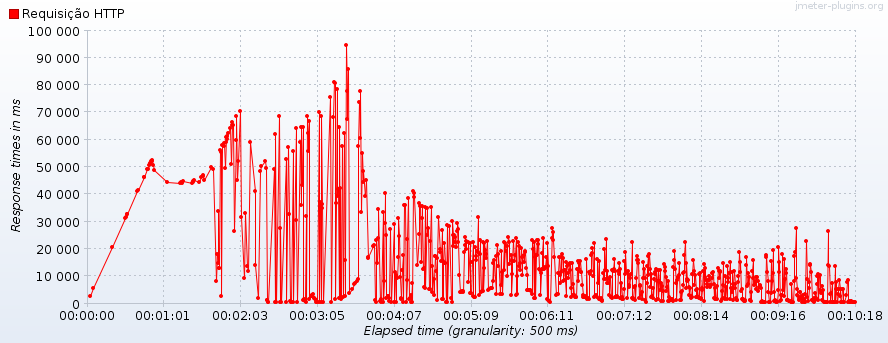 jmeter-plugins.org
Requisição HTTP
100 000
90 000
80 000
70 000
60 000
50 000
40 000
30 000
20 000
10 000
0
Response times in ms
00:00:00 00:01:01 00:02:03 00:03:05 00:04:07 00:05:09 00:06:11 00:07:12 00:08:14 00:09:16 00:10:18
Elapsed time (granularity: 500 ms)